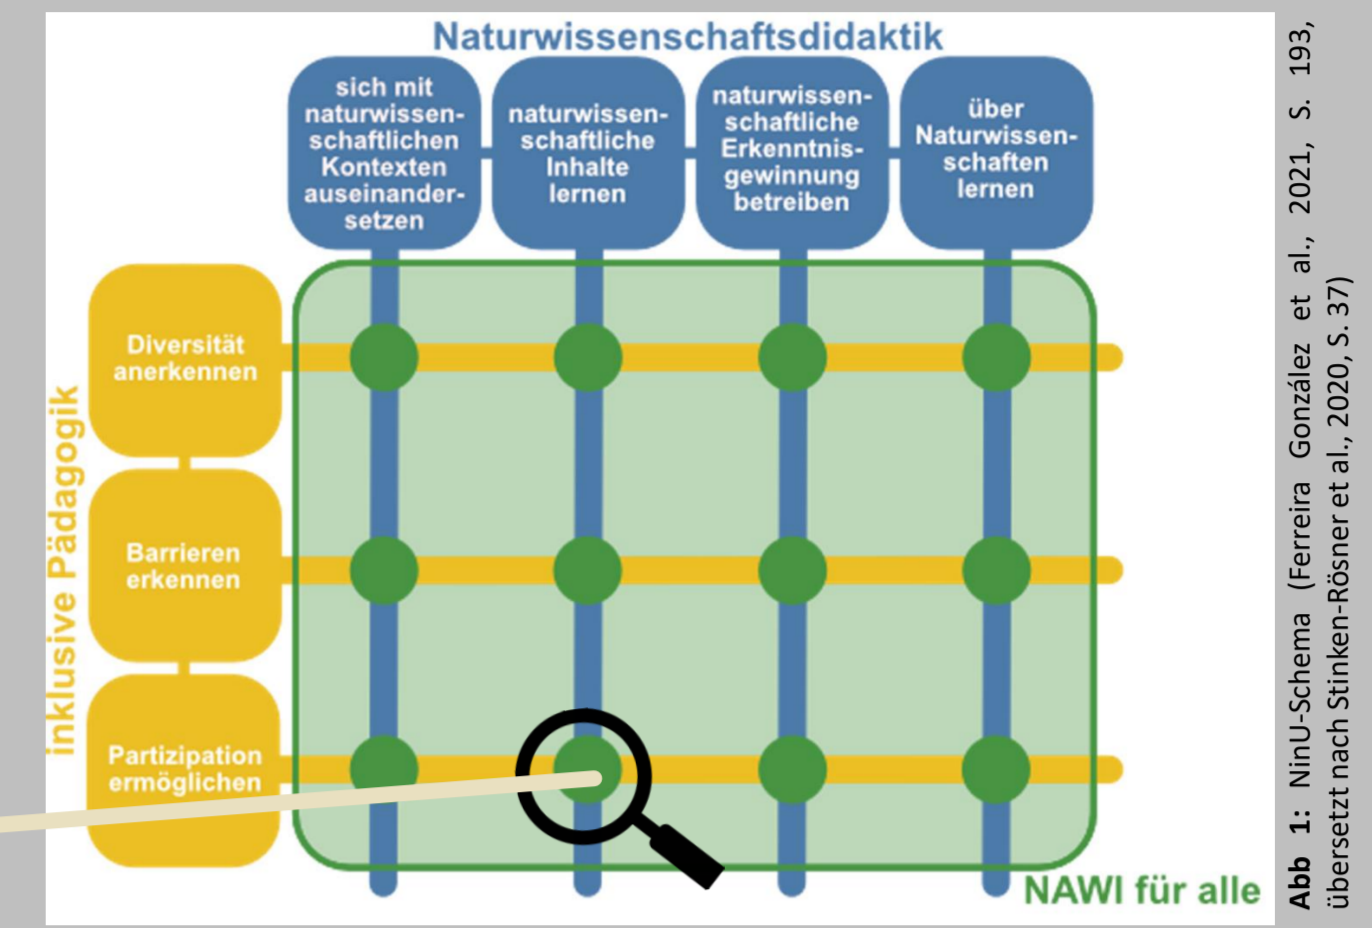 Naturwissenschaftsdidaktik
sich mit
naturwissen-
schaftlichen
Kontexten
auseinander-
setzen
naturwissen-
schaftliche
Inhalte
lernen
naturwissen-
schaftliche
Erkenntnis-
gewinnung
betreiben
über
Naturwissen-
schaften
lernen
inklusive Pädagogik
Diversität
anerkennen
Barrieren
erkennen
Partizipation
ermöglichen
NAWI für alle
Abb 1: NinU-Schema (Ferreira González et al., 2021, S. 193,
übersetzt nach Stinken-Rösner et al., 2020, S. 37)